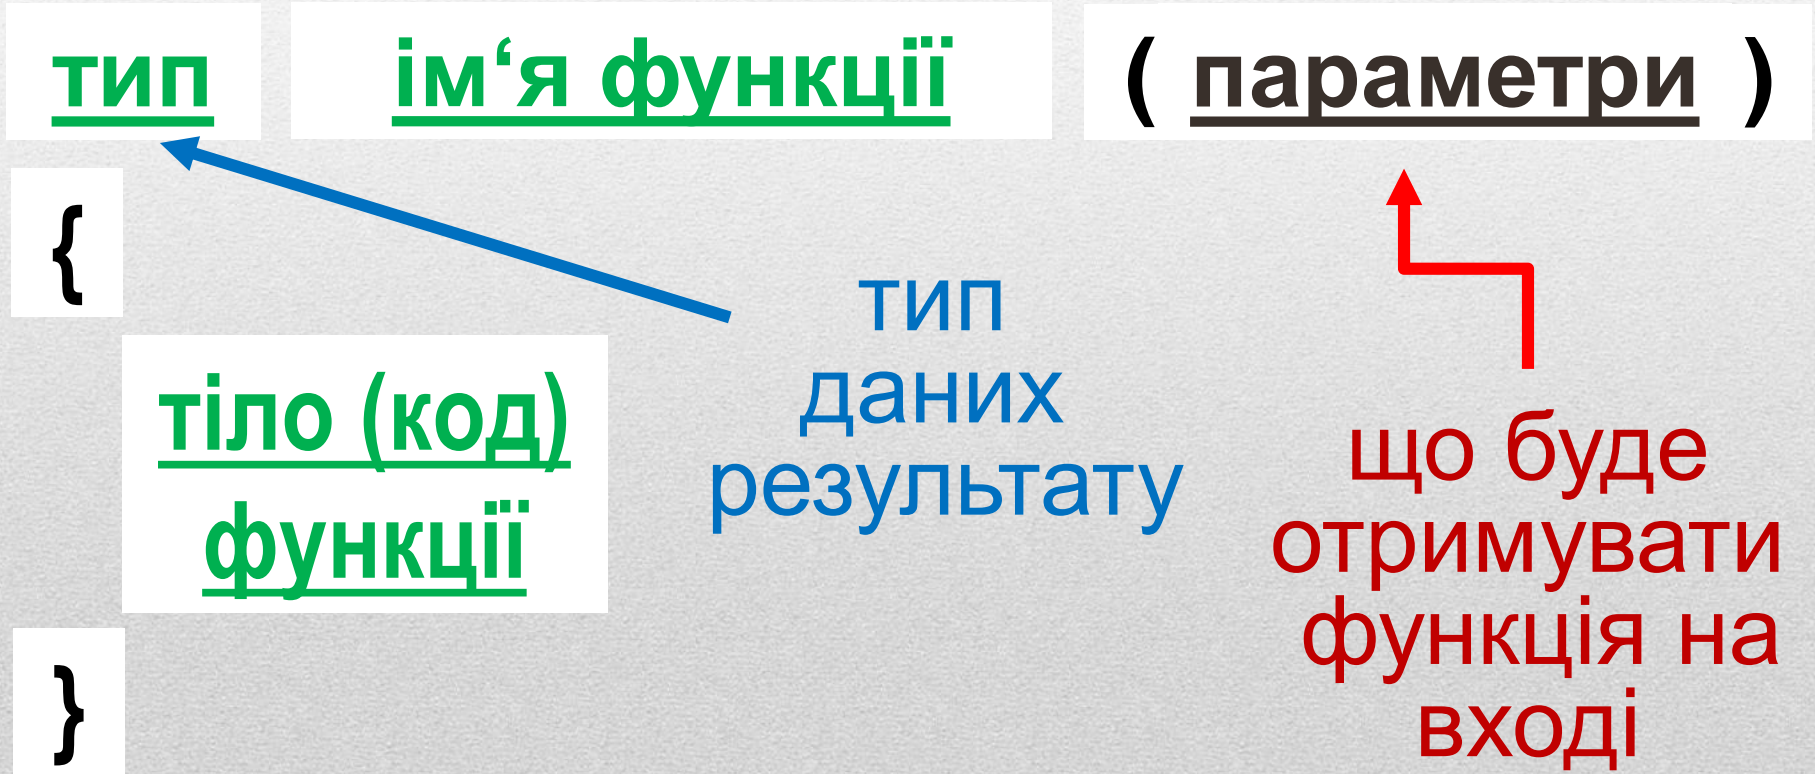 тип ім‘я функції ( параметри )
{
тип
даних
результату
тіло (код)
функції
що буде
отримувати
функція на
вході
}